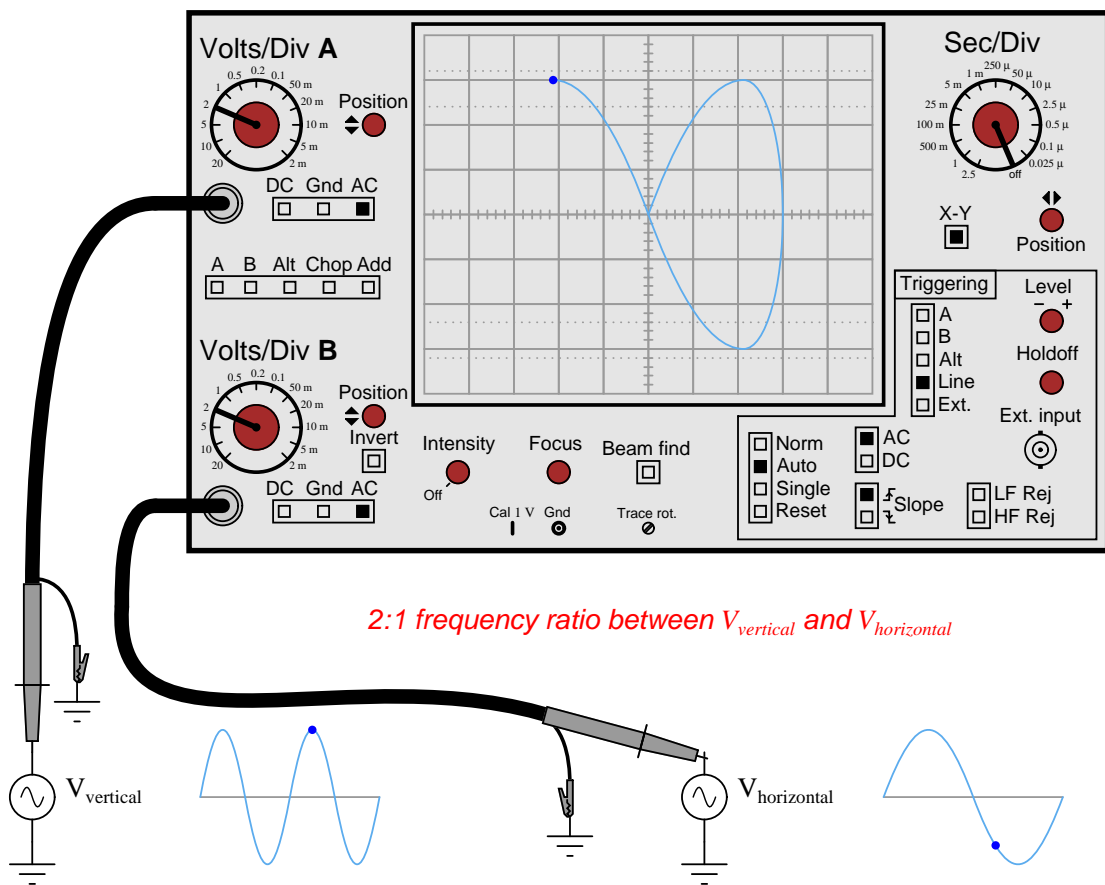 Volts/Div A
20 10 5 2 1 0.5 0.2 0.1 50 m 20 m 10 m 5 m 2 m
Position
DC Gnd AC
A B Alt Chop Add
Volts/Div B
20 10 5 2 1 0.5 0.2 0.1 50 m 20 m 10 m 5 m 2 m
Position
Invert
DC Gnd AC
Intensity
Off
Focus
Beam find
Cal 1 V Gnd
Trace rot.
Sec/Div
2.5 1 500 m 100 m 25 m 5 m 1 m 250 µ 50 µ 10 µ 2.5 µ 0.5 µ 0.1 µ 0.025 µ off
X-Y
Position
Triggering
A
B
Alt
Line
Ext.
Level
− +
Holdoff
Ext. input
Norm
Auto
Single
Reset
AC
DC
Slope
LF Rej
HF Rej
2:1 frequency ratio between Vvertical and Vhorizontal
Vvertical
Vhorizontal